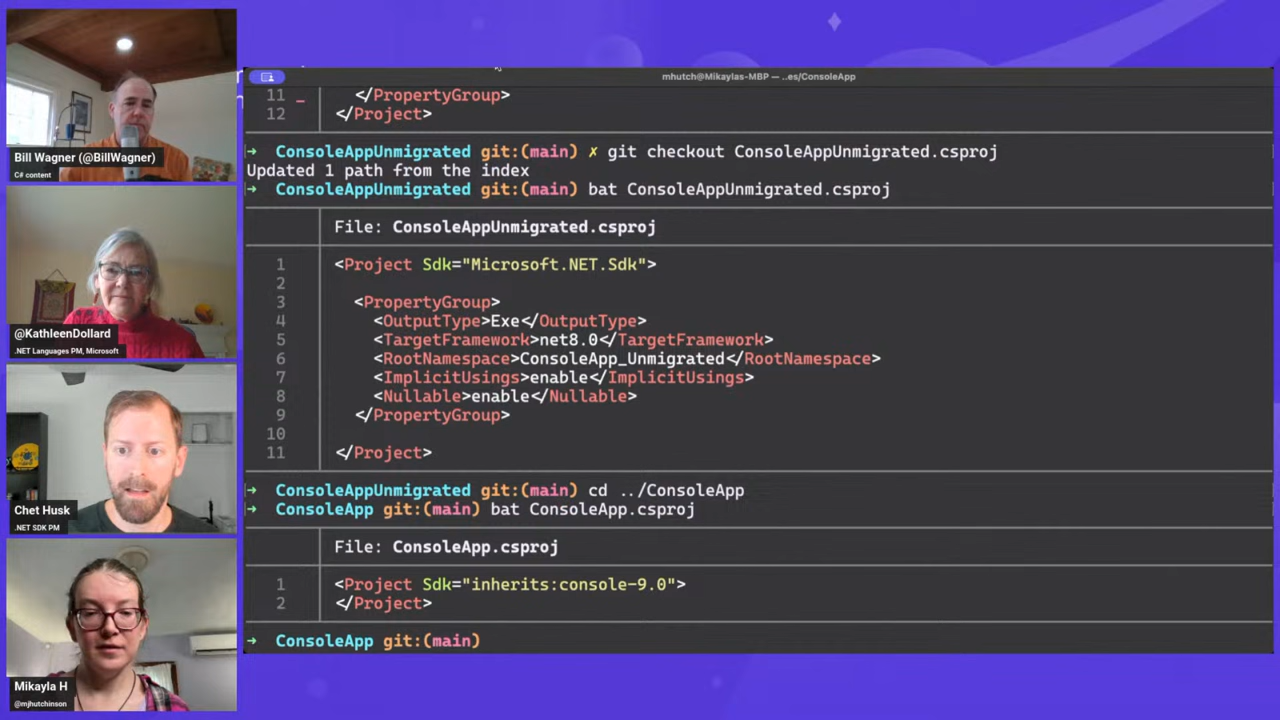 Bill Wagner (@BillWagner)
C# content
@KathleenDollard
.NET Languages PM, Microsoft
Chet Husk
.NET SDK PM
Mikayla H
@mjhutchinson
mhutch@Mikaylas-MBP — ..es/ConsoleApp
11 _ </PropertyGroup>
12 </Project>
→ ConsoleAppUnmigrated git:(main) ✗ git checkout ConsoleAppUnmigrated.csproj
Updated 1 path from the index
→ ConsoleAppUnmigrated git:(main) bat ConsoleAppUnmigrated.csproj
File: ConsoleAppUnmigrated.csproj
1 <Project Sdk="Microsoft.NET.Sdk">
2
3 <PropertyGroup>
4 <OutputType>Exe</OutputType>
5 <TargetFramework>net8.0</TargetFramework>
6 <RootNamespace>ConsoleApp_Unmigrated</RootNamespace>
7 <ImplicitUsings>enable</ImplicitUsings>
8 <Nullable>enable</Nullable>
9 </PropertyGroup>
10
11 </Project>
→ ConsoleAppUnmigrated git:(main) cd ../ConsoleApp
→ ConsoleApp git:(main) bat ConsoleApp.csproj
File: ConsoleApp.csproj
1 <Project Sdk="inherits:console-9.0">
2 </Project>
→ ConsoleApp git:(main)